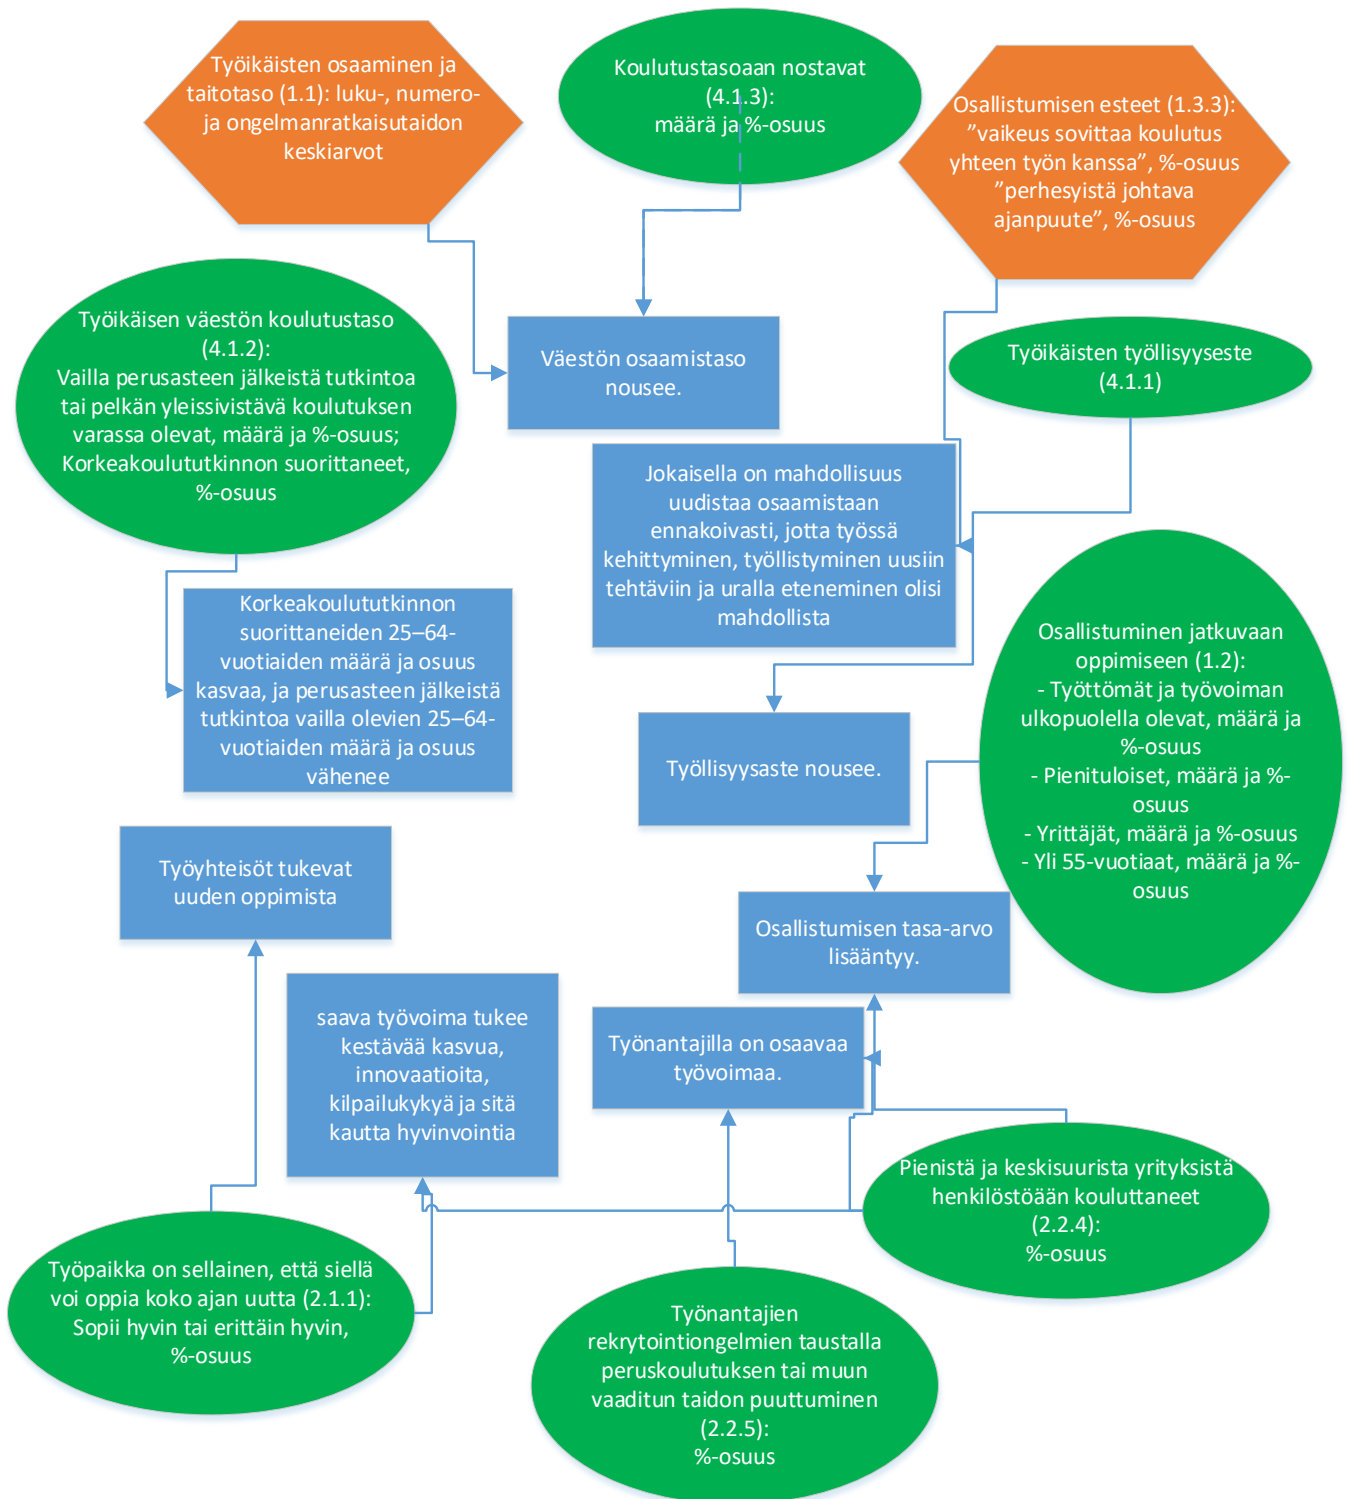 Työikäisten osaaminen ja
taitotaso (1.1): luku-, numero-
ja ongelmanratkaisutaidon
keskiarvot
Koulutustasoaan nostavat
(4.1.3):
määrä ja %-osuus
Osallistumisen esteet (1.3.3):
”vaikeus sovittaa koulutus
yhteen työn kanssa”, %-osuus
”perhesyistä johtava
ajanpuute”, %-osuus
Työikäisen väestön koulutustaso
(4.1.2):
Vailla perusasteen jälkeistä tutkintoa
tai pelkän yleissivistävä koulutuksen
varassa olevat, määrä ja %-osuus;
Korkeakoulututkinnon suorittaneet,
%-osuus
Väestön osaamistaso
nousee.
Työikäisten työllisyyseste
(4.1.1)
Jokaisella on mahdollisuus
uudistaa osaamistaan
ennakoivasti, jotta työssä
kehittyminen, työllistyminen uusiin
tehtäviin ja uralla eteneminen olisi
mahdollista
Korkeakoulututkinnon
suorittaneiden 25–64-
vuotiaiden määrä ja osuus
kasvaa, ja perusasteen jälkeistä
tutkintoa vailla olevien 25–64-
vuotiaiden määrä ja osuus
vähenee
Osallistuminen jatkuvaan
oppimiseen (1.2):
- Työttömät ja työvoiman
ulkopuolella olevat, määrä ja
%-osuus
- Pienituloiset, määrä ja %-
osuus
- Yrittäjät, määrä ja %-osuus
- Yli 55-vuotiaat, määrä ja %-
osuus
Työllisyysaste nousee.
Työyhteisöt tukevat
uuden oppimista
Osallistumisen tasa-arvo
lisääntyy.
saava työvoima tukee
kestävää kasvua,
innovaatioita,
kilpailukykyä ja sitä
kautta hyvinvointia
Työnantajilla on osaavaa
työvoimaa.
Pienistä ja keskisuurista yrityksistä
henkilöstöään kouluttaneet
(2.2.4):
%-osuus
Työpaikka on sellainen, että siellä
voi oppia koko ajan uutta (2.1.1):
Sopii hyvin tai erittäin hyvin,
%-osuus
Työnantajien
rekrytointiongelmien taustalla
peruskoulutuksen tai muun
vaaditun taidon puuttuminen
(2.2.5):
%-osuus